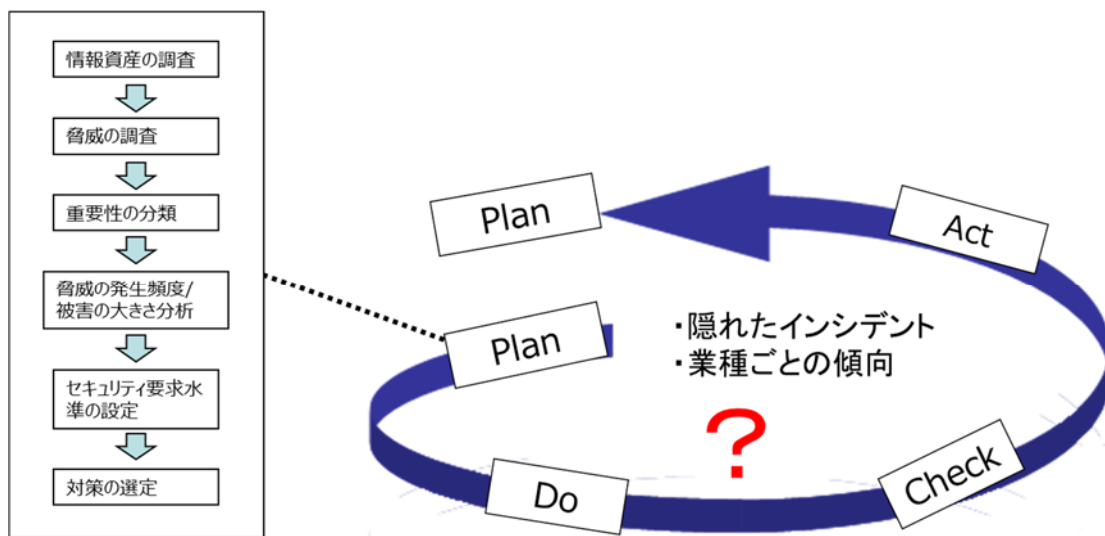 情報資産の調査
脅威の調査
重要性の分類
脅威の発生頻度/
被害の大きさ分析
セキュリティ要求水
準の設定
対策の選定
Plan
Act
Plan
・隠れたインシデント
・業種ごとの傾向
?
Do
Check